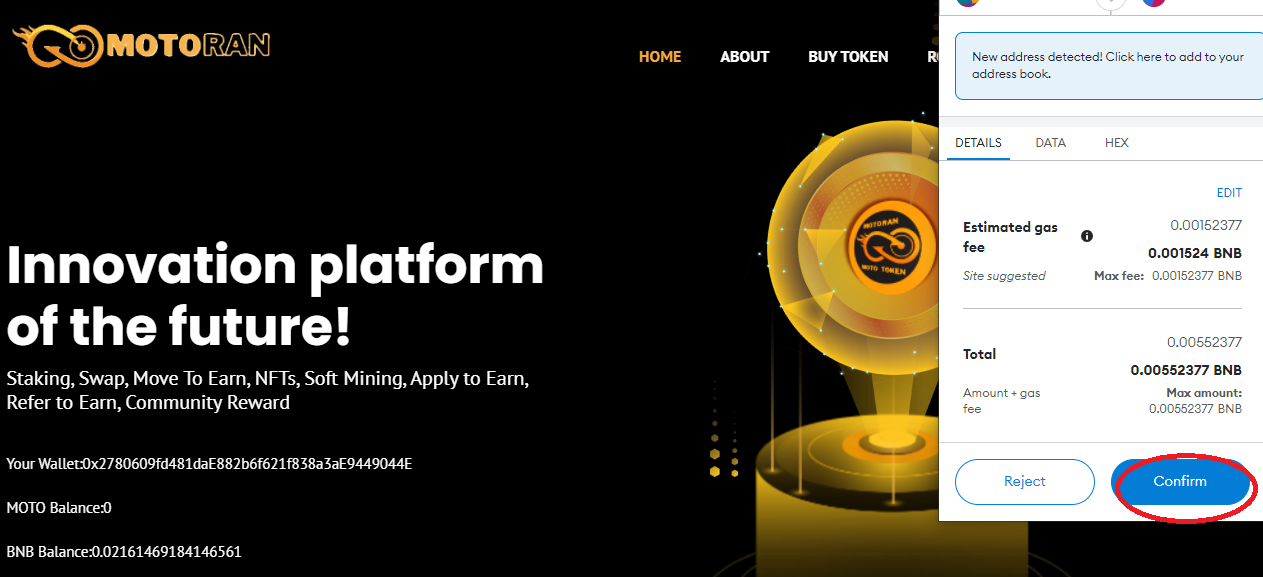 MOTORAN
HOME ABOUT BUY TOKEN R
Innovation platform
of the future!
Staking, Swap, Move To Earn, NFTs, Soft Mining, Apply to Earn,
Refer to Earn, Community Reward
Your Wallet:0x2780609fd481daE882b6f621f838a3aE9449044E
MOTO Balance:0
BNB Balance:0.02161469184146561
MOTORAN
MOTO TOKEN
New address detected! Click here to add to your
address book.
DETAILS DATA HEX
EDIT
Estimated gas
fee
0.00152377
0.001524 BNB
Site suggested
Max fee: 0.00152377 BNB
Total
0.00552377
0.00552377 BNB
Amount + gas
fee
Max amount:
0.00552377 BNB
Reject Confirm